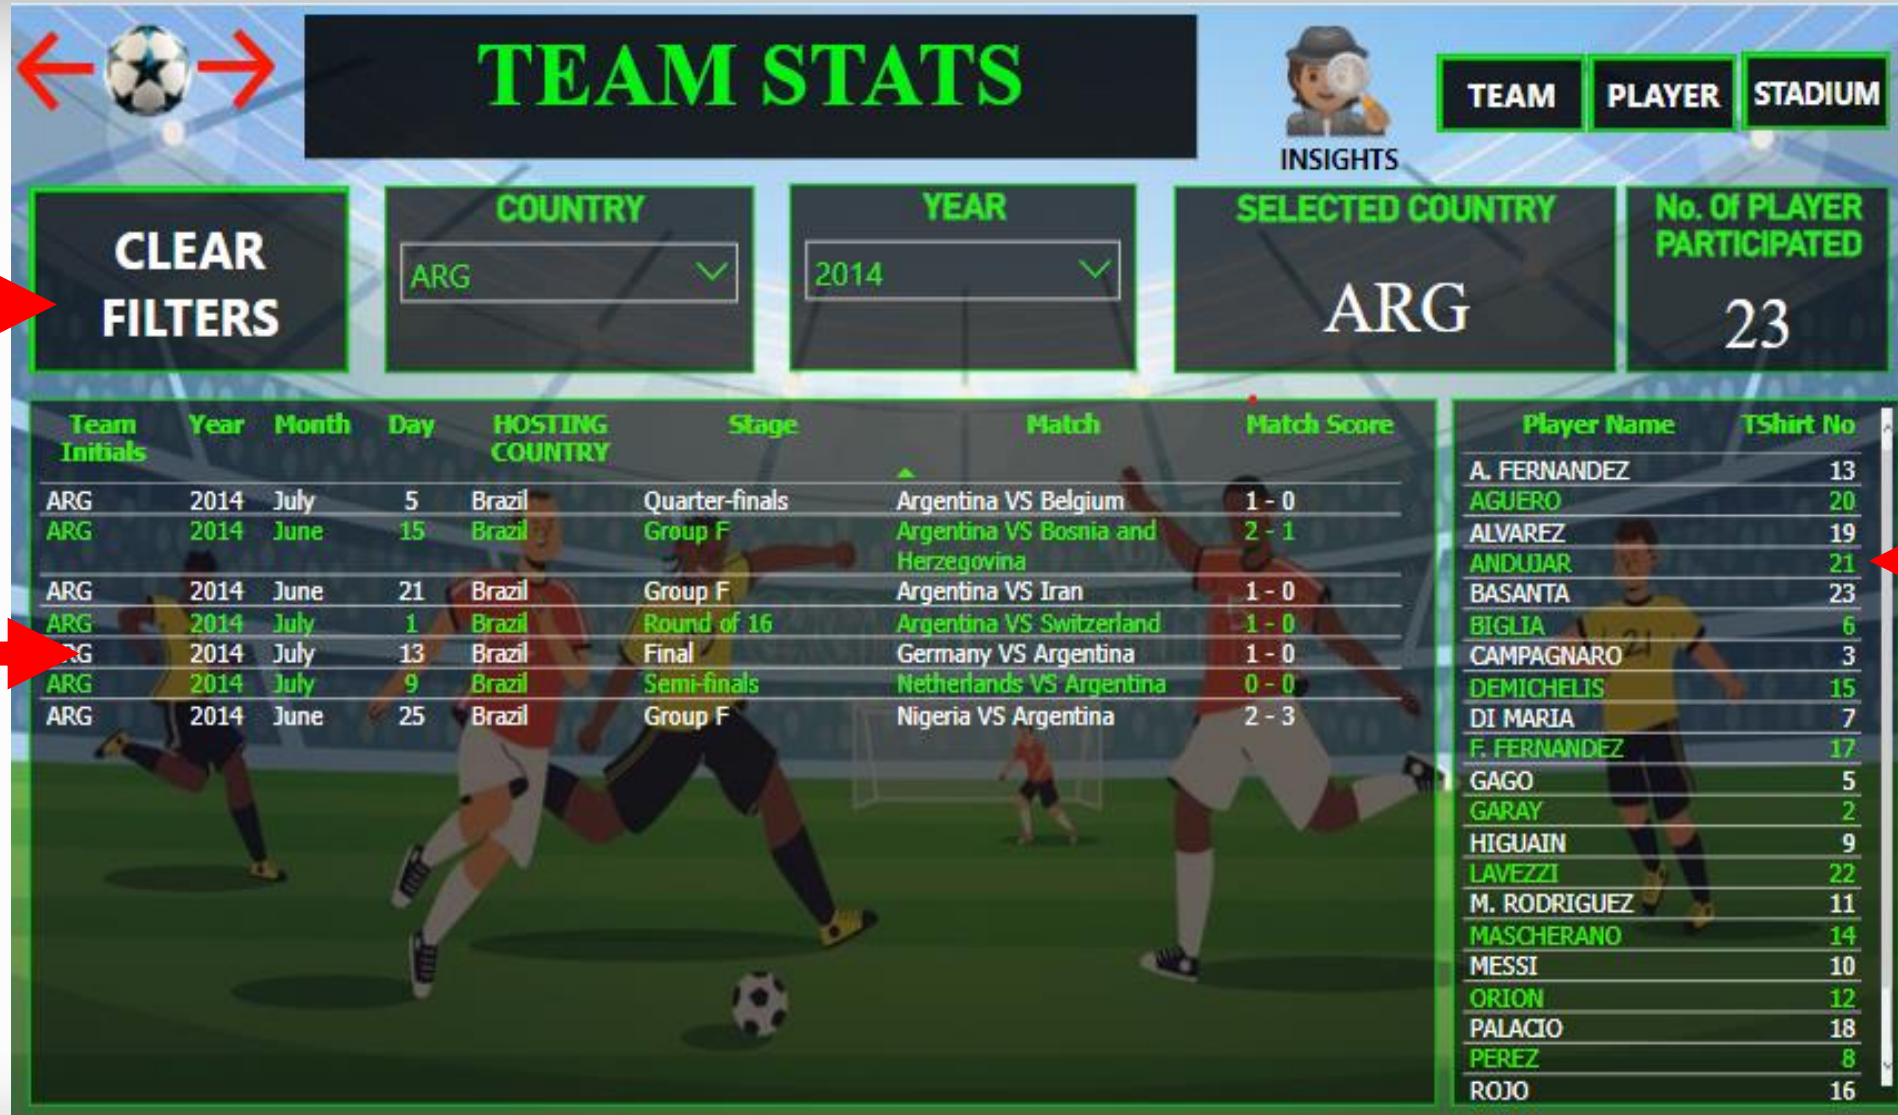 TEAM STATS
INSIGHTS
TEAM
PLAYER
STADIUM
CLEAR
FILTERS
COUNTRY
ARG
YEAR
2014
SELECTED COUNTRY
ARG
No. Of PLAYER
PARTICIPATED
23
Team Year Month Day HOSTING Stage Match Match Score
Initials COUNTRY
ARG 2014 July 5 Brazil Quarter-finals Argentina VS Belgium 1 - 0
ARG 2014 June 15 Brazil Group F Argentina VS Bosnia and 2 - 1
Herzegovina
ARG 2014 June 21 Brazil Group F Argentina VS Iran 1 - 0
ARG 2014 July 1 Brazil Round of 16 Argentina VS Switzerland 1 - 0
ARG 2014 July 13 Brazil Final Germany VS Argentina 1 - 0
ARG 2014 July 9 Brazil Semi-finals Netherlands VS Argentina 0 - 0
ARG 2014 June 25 Brazil Group F Nigeria VS Argentina 2 - 3
Player Name TShirt No
A. FERNANDEZ 13
AGUERO 20
ALVAREZ 19
ANDUJAR 21
BASANTA 23
BIGLIA 6
CAMPAGNARO 3
DEMICHELIS 15
DI MARIA 7
F. FERNANDEZ 17
GAGO 5
GARAY 2
HIGUAIN 9
LAVEZZI 22
M. RODRIGUEZ 11
MASCHERANO 14
MESSI 10
ORION 12
PALACIO 18
PEREZ 8
ROJO 16
21